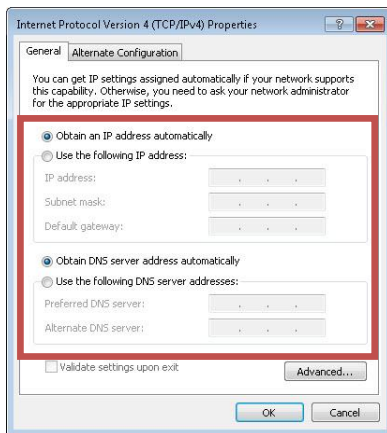 Internet Protocol Version 4 (TCP/IPv4) Properties
General
Alternate Configuration
You can get IP settings assigned automatically if your network supports
this capability. Otherwise, you need to ask your network administrator
for the appropriate IP settings.
Obtain an IP address automatically
Use the following IP address:
IP address:
Subnet mask:
Default gateway:
Obtain DNS server address automatically
Use the following DNS server addresses:
Preferred DNS server:
Alternate DNS server:
Validate settings upon exit
Advanced...
OK
Cancel